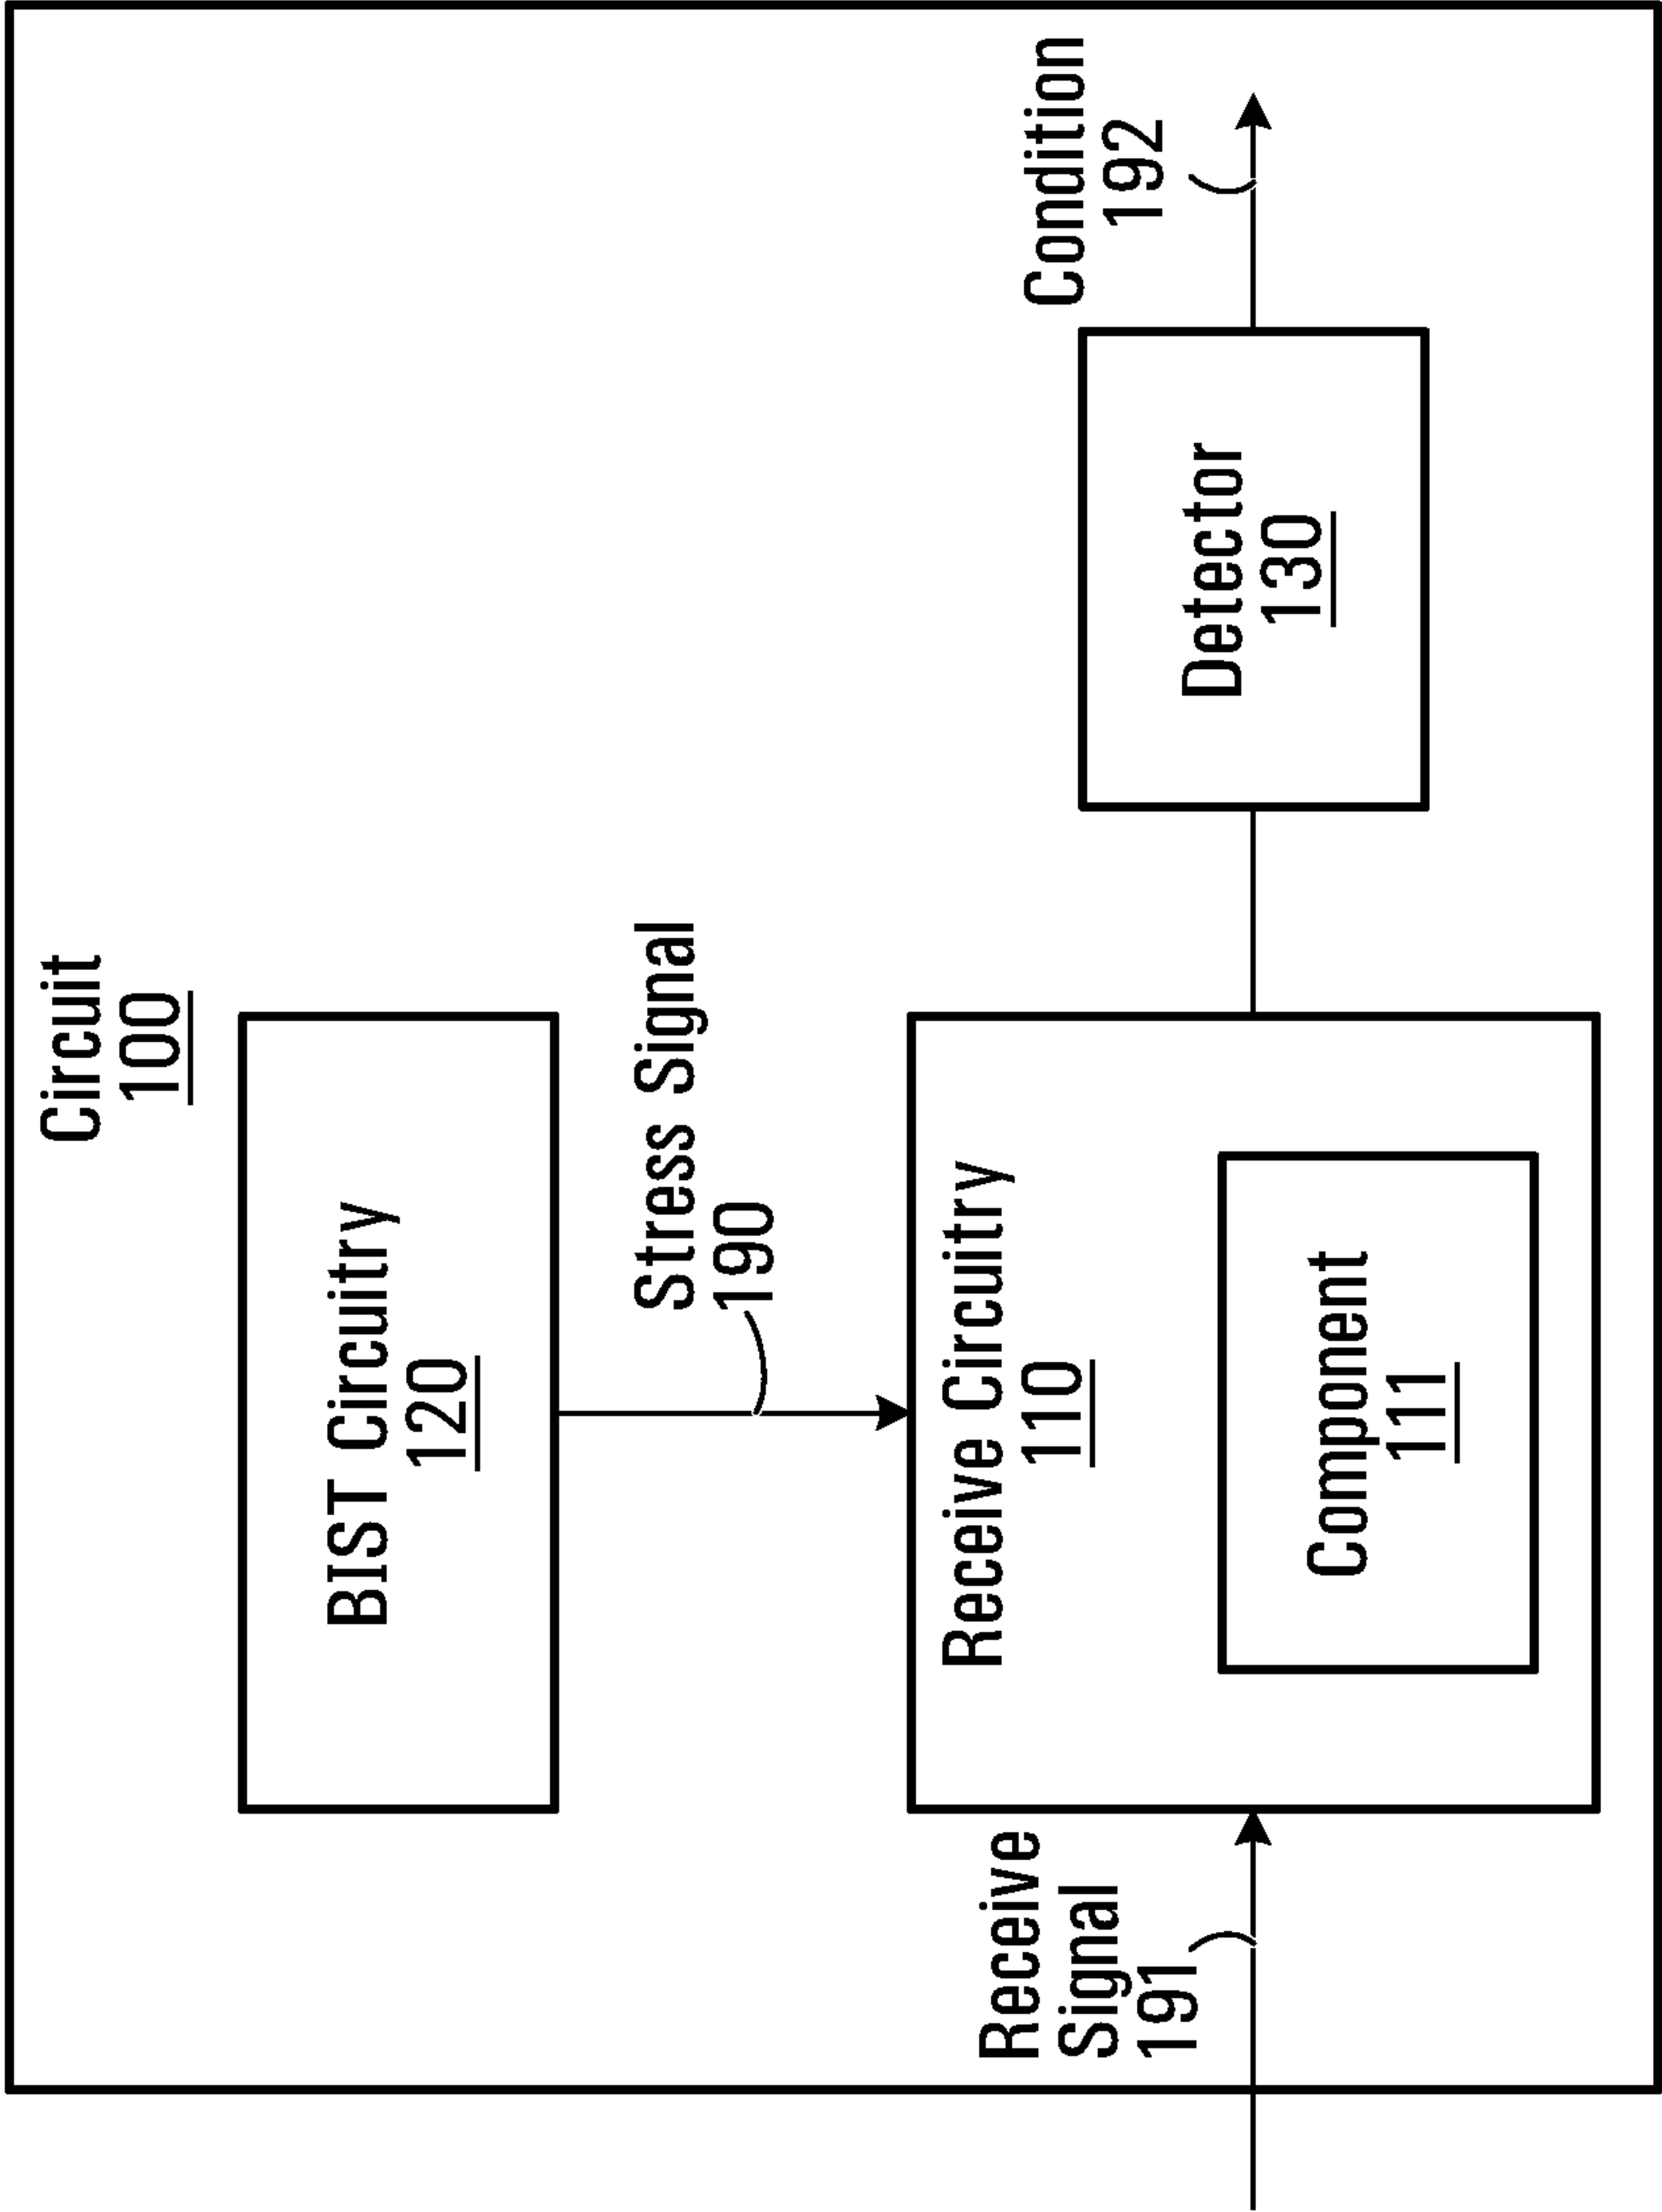 Circuit
100
BIST Circuitry
120
Stress Signal
190
Receive
Signal
191
Receive Circuitry
110
Component
111
Detector
130
Condition
192